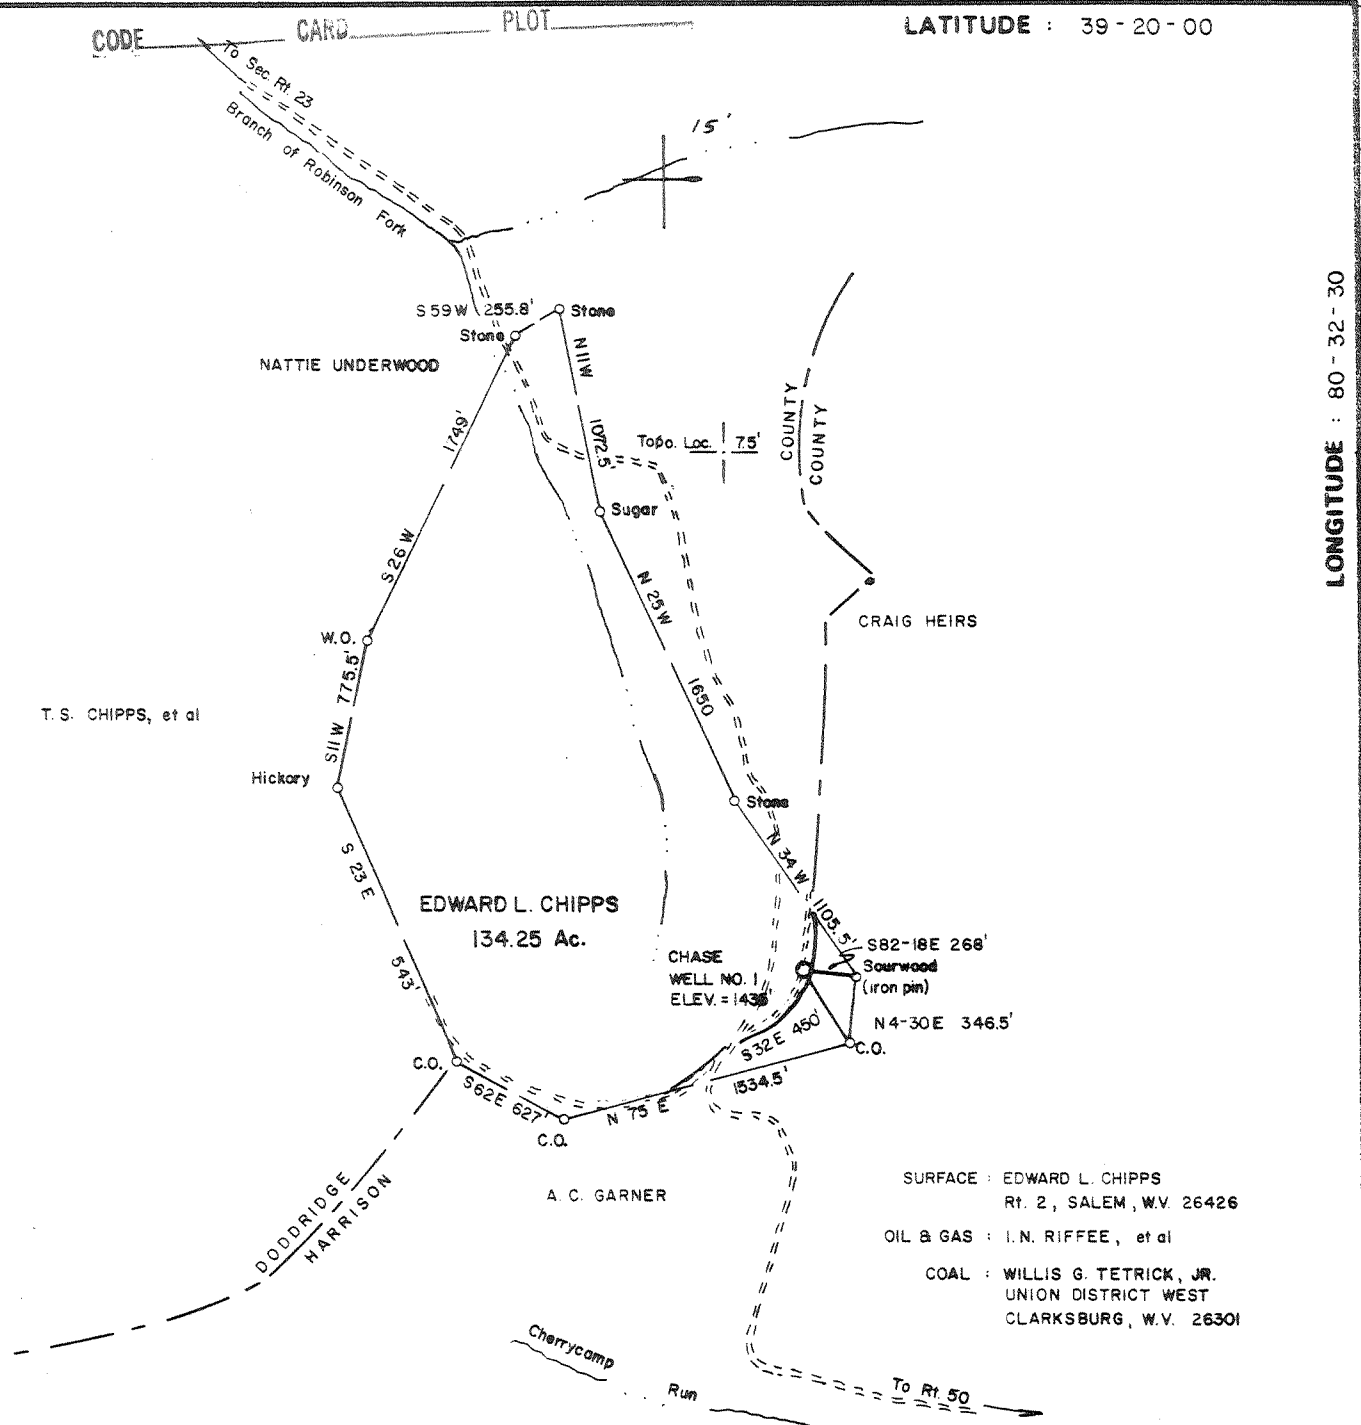 CODE CARD PLOT
LATITUDE : 39-20-00
LONGITUDE : 80-32-30
To Sec. Rt. 23
Branch of Robinson Fork
15'
S 59 W 255.8'
Stone
Stone
NATTIE UNDERWOOD
N 11 W
1072.5'
Topo. Loc. 7.5'
COUNTY
COUNTY
1749'
S 26 W
Sugar
N 25 W
1650
CRAIG HEIRS
W.O.
S 11 W 775.5'
T. S. CHIPPS, et al
Hickory
Stone
N 34 W
1105.5'
S 23 E
543'
EDWARD L. CHIPPS
134.25 Ac.
CHASE
WELL NO. 1
ELEV. =
S82-18E 268'
Sourwood
(iron pin)
N 4-30 E 346.5'
S 32 E 450'
C.O.
C.O.
S 62 E 627'
C.O.
N 75 E
1534.5'
A. C. GARNER
DODDRIDGE
HARRISON
SURFACE : EDWARD L. CHIPPS
Rt. 2, SALEM, W.V. 26426
OIL & GAS : I.N. RIFFEE, et al
COAL : WILLIS G. TETRICK, JR.
UNION DISTRICT WEST
CLARKSBURG, W.V. 26301
Cherrycamp Run
To Rt. 50